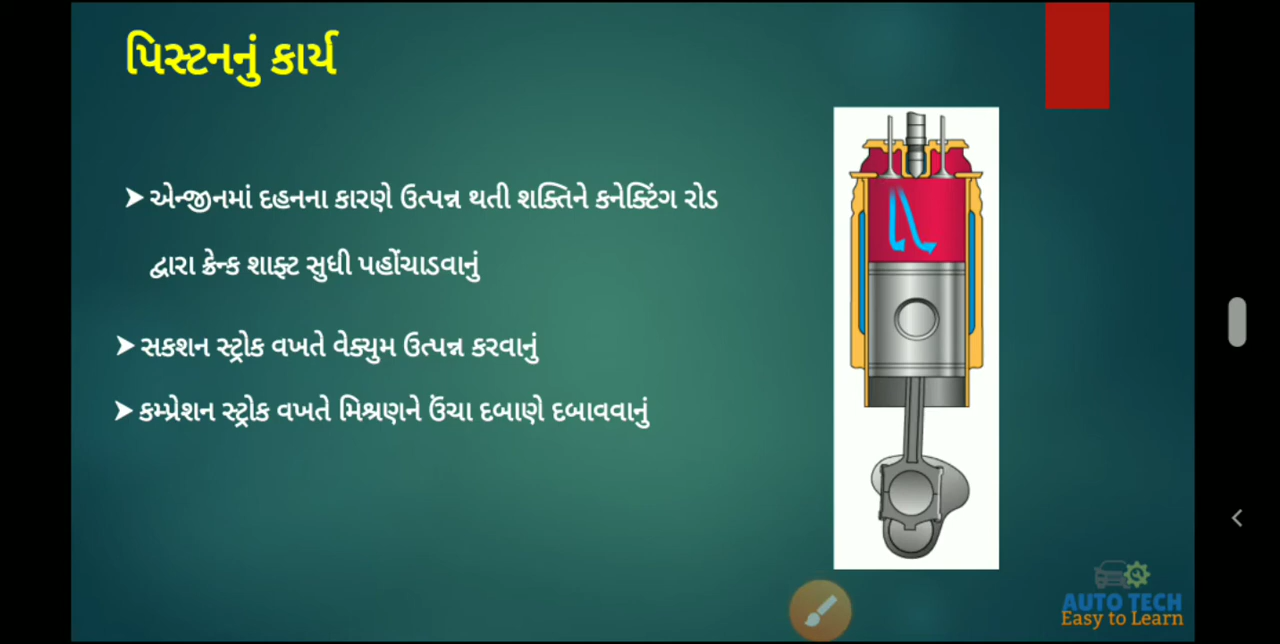 પિસ્ટનનું કાર્ય
➤ એન્જીનમાં દહનના કારણે ઉત્પન્ન થતી શક્તિને કનેક્ટિંગ રોડ
દ્વારા ક્રેન્ક શાફ્ટ સુધી પહોંચાડવાનું
➤ સકશન સ્ટ્રોક વખતે વેક્યુમ ઉત્પન્ન કરવાનું
➤ કમ્પ્રેશન સ્ટ્રોક વખતે મિશ્રણને ઉંચા દબાણે દબાવવાનું
AUTO TECH
Easy to Learn